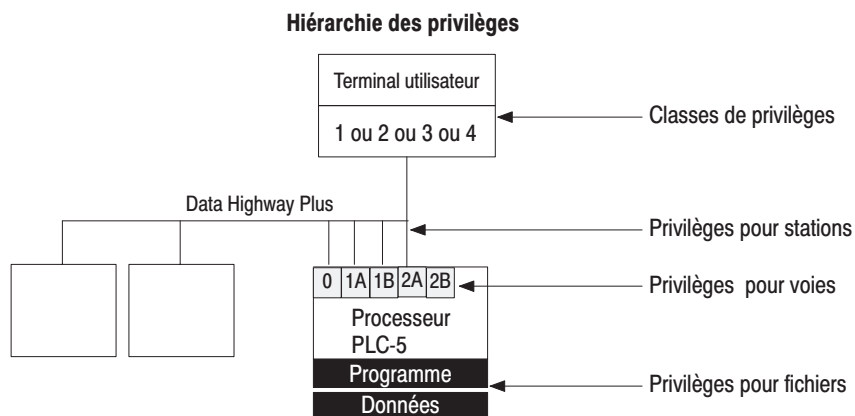 Hiérarchie des privilèges
Terminal utilisateur
1 ou 2 ou 3 ou 4
Classes de privilèges
Data Highway Plus
Privilèges pour stations
0 1A 1B 2A 2B
Privilèges pour voies
Processeur
PLC-5
Programme
Privilèges pour fichiers
Données